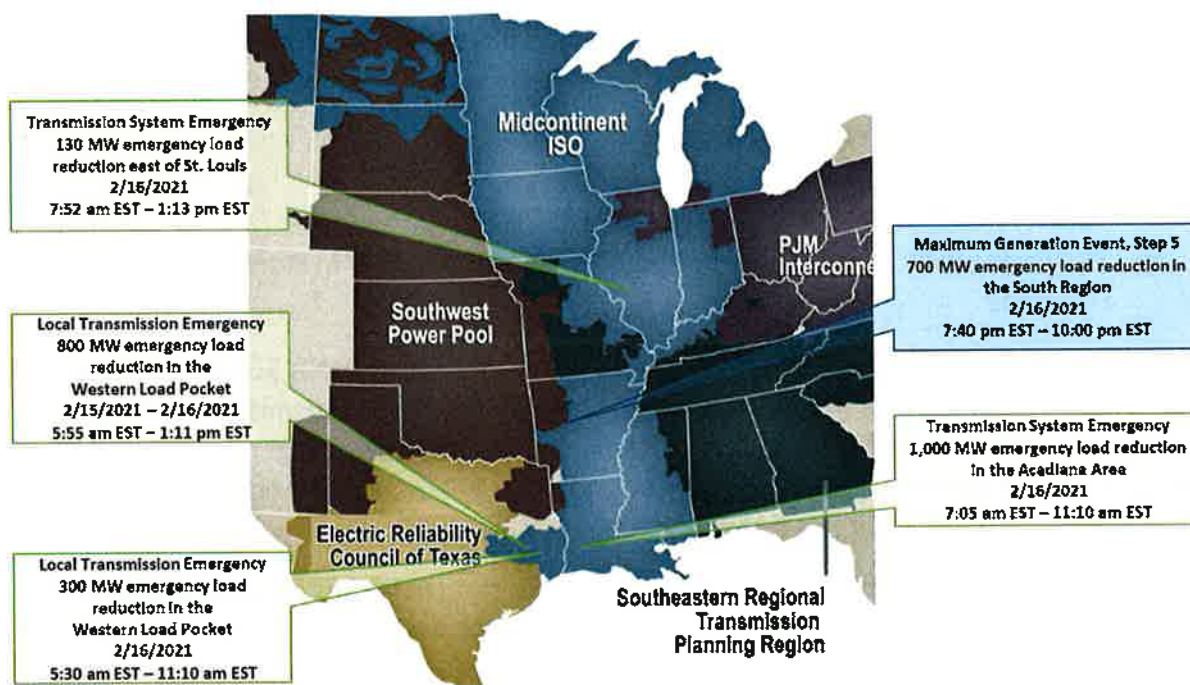 Transmission System Emergency
130 MW emergency load
reduction east of St. Louis
2/16/2021
7:52 am EST – 1:13 pm EST
Local Transmission Emergency
800 MW emergency load
reduction in the
Western Load Pocket
2/15/2021 – 2/16/2021
5:55 am EST – 1:11 pm EST
Local Transmission Emergency
300 MW emergency load
reduction in the
Western Load Pocket
2/16/2021
5:30 am EST – 11:10 am EST
Midcontinent
ISO
PJM
Interconne
Southwest
Power Pool
Electric Reliability
Council of Texas
Southeastern Regional
Transmission
Planning Region
Maximum Generation Event, Step 5
700 MW emergency load reduction in
the South Region
2/16/2021
7:40 pm EST – 10:00 pm EST
Transmission System Emergency
1,000 MW emergency load reduction
in the Acadiana Area
2/16/2021
7:05 am EST – 11:10 am EST